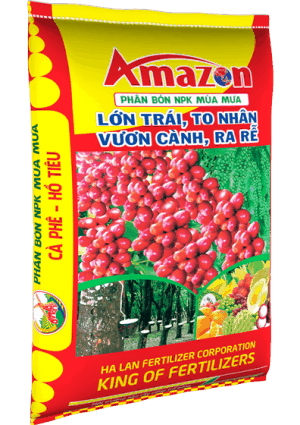 Amazon
PHÂN BÓN NPK MÙA MƯA
LỚN TRÁI, TO NHÂN
VƯƠN CÀNH, RA RỄ
PHÂN BÓN NPK MÙA MƯA
CÀ PHÊ - HỒ TIÊU
HA LAN FERTILIZER CORPORATION
KING OF FERTILIZERS